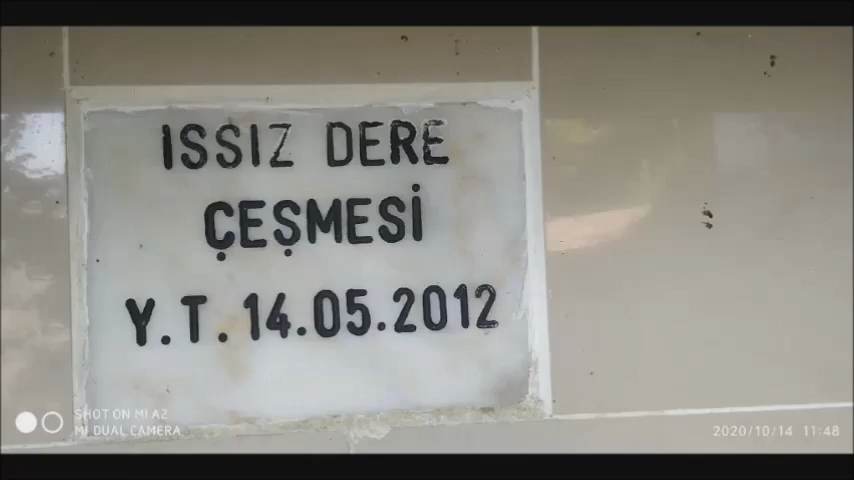 ISSIZ DERE
ÇEŞMESİ
Y.T. 14.05.2012
SHOT ON MI A2
MI DUAL CAMERA
2020/10/14 11:48